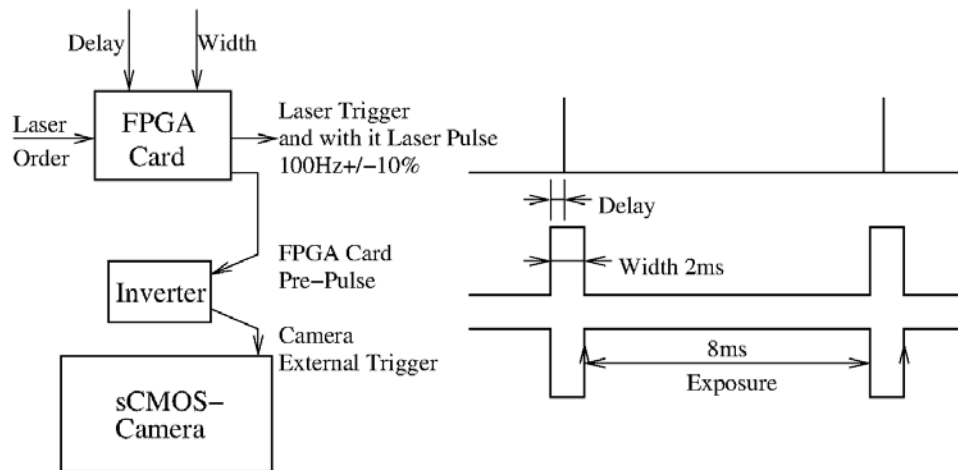 Delay
Width
Laser
Order
FPGA
Card
Laser Trigger
and with it Laser Pulse
100Hz+/-10%
FPGA Card
Pre-Pulse
Inverter
Camera
External Trigger
sCMOS-
Camera
Delay
Width 2ms
8ms
Exposure